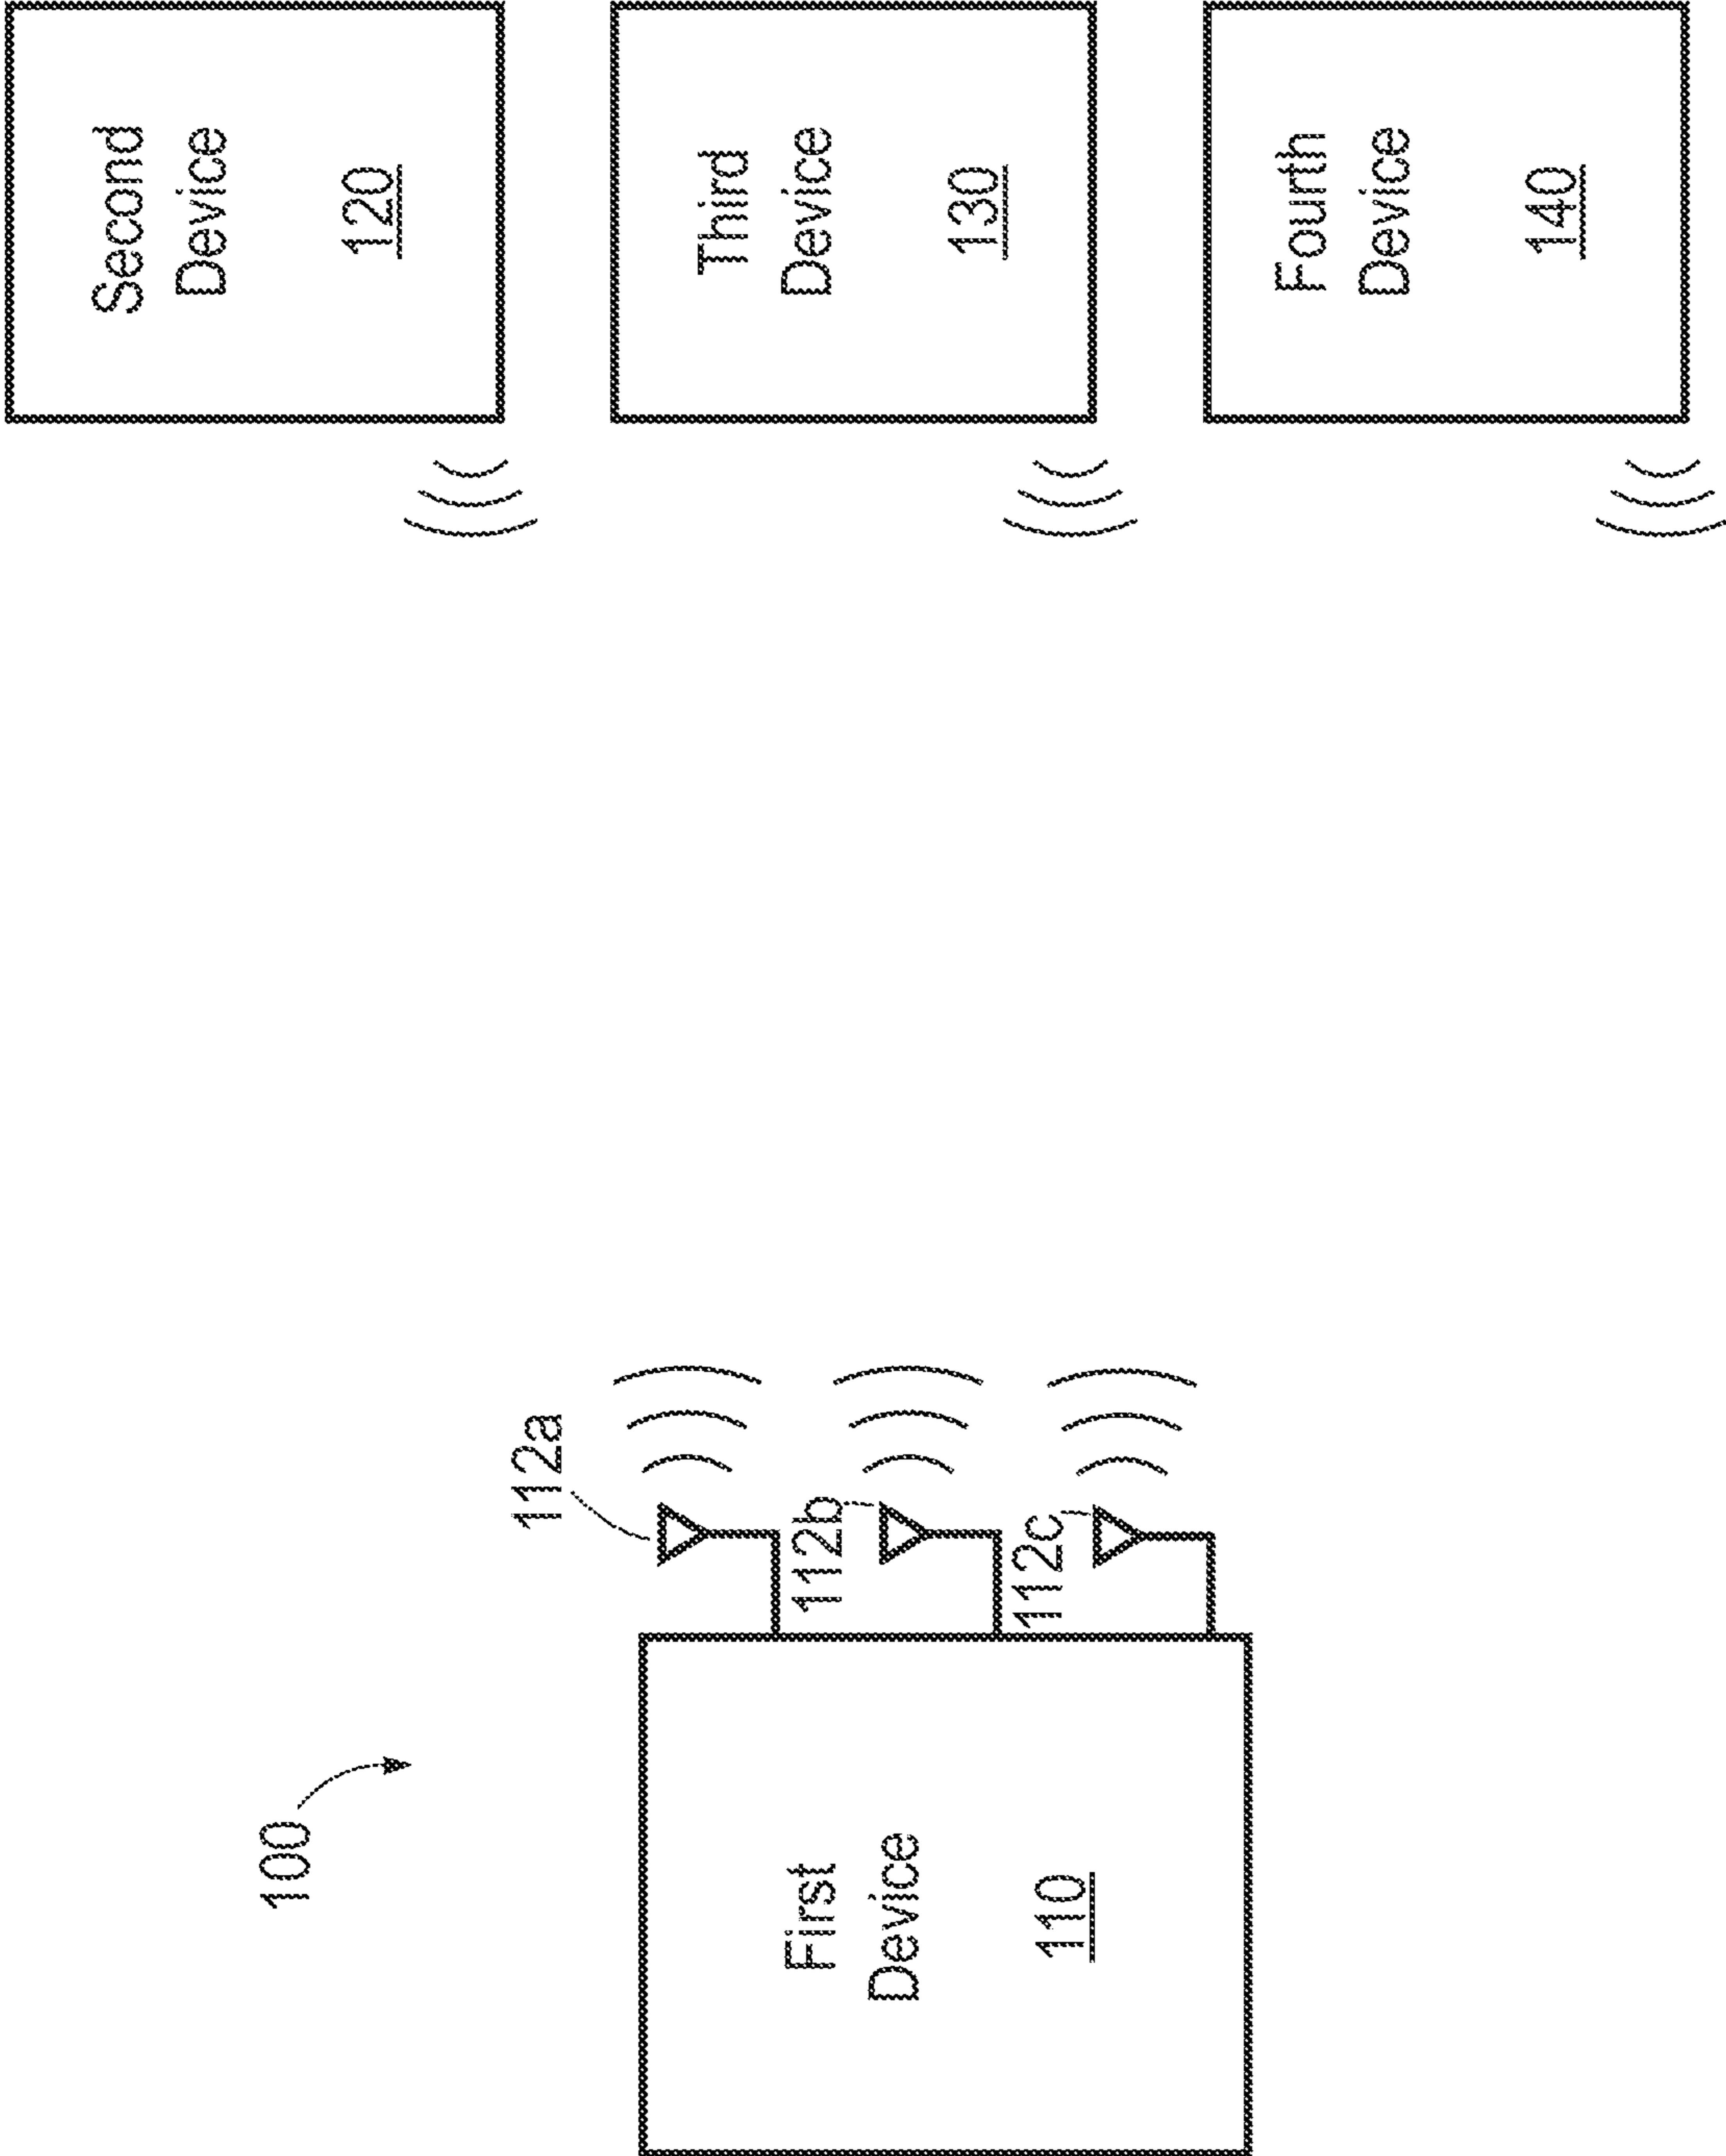 100
First
Device
110
112a
112b
112c
Second
Device
120
Third
Device
130
Fourth
Device
140